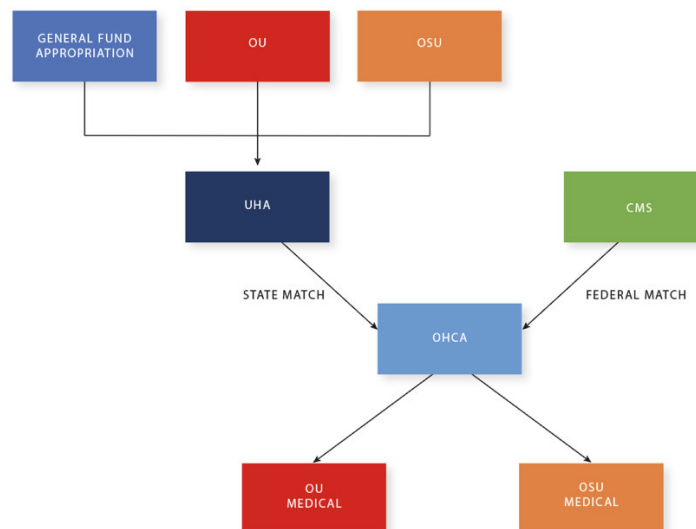 GENERAL FUND
APPROPRIATION
OU
OSU
UHA
CMS
STATE MATCH
FEDERAL MATCH
OHCA
OU
MEDICAL
OSU
MEDICAL